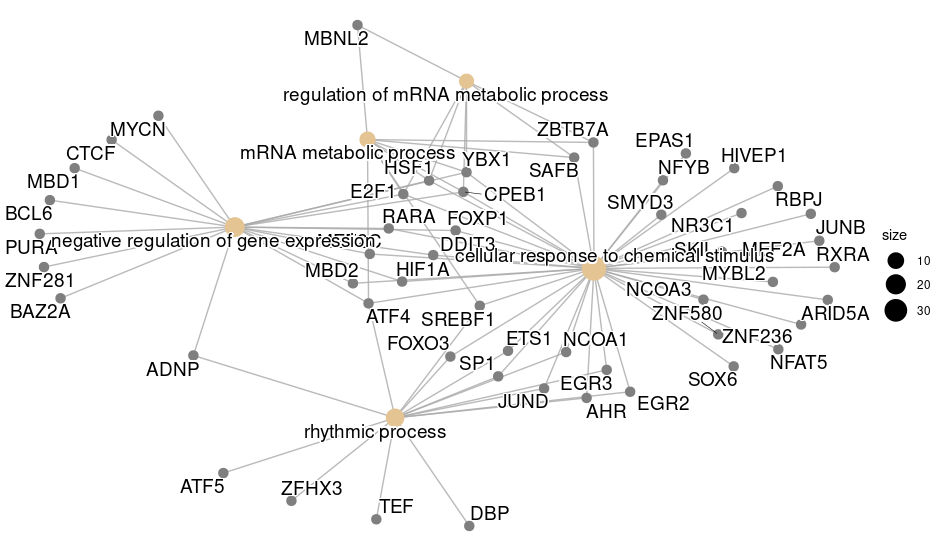 MBNL2
regulation of mRNA metabolic process
MYCN
ZBTB7A
EPAS1
CTCF
mRNA metabolic process
YBX1
SAFB
NFYB
HIVEP1
HSF1
MBD1
E2F1
CPEB1
SMYD3
RBPJ
BCL6
RARA
FOXP1
NR3C1
JUNB
PURA
negative regulation of gene expression
DDIT3
cellular response to chemical stimulus
SKIL
MEF2A
RXRA
size
ZNF281
MBD2
HIF1A
MYBL2
10
BAZ2A
NCOA3
20
ATF4
SREBF1
ZNF580
ARID5A
30
FOXO3
ETS1
NCOA1
ZNF236
ADNP
SP1
NFAT5
EGR3
SOX6
JUND
AHR
EGR2
rhythmic process
ATF5
ZFHX3
TEF
DBP